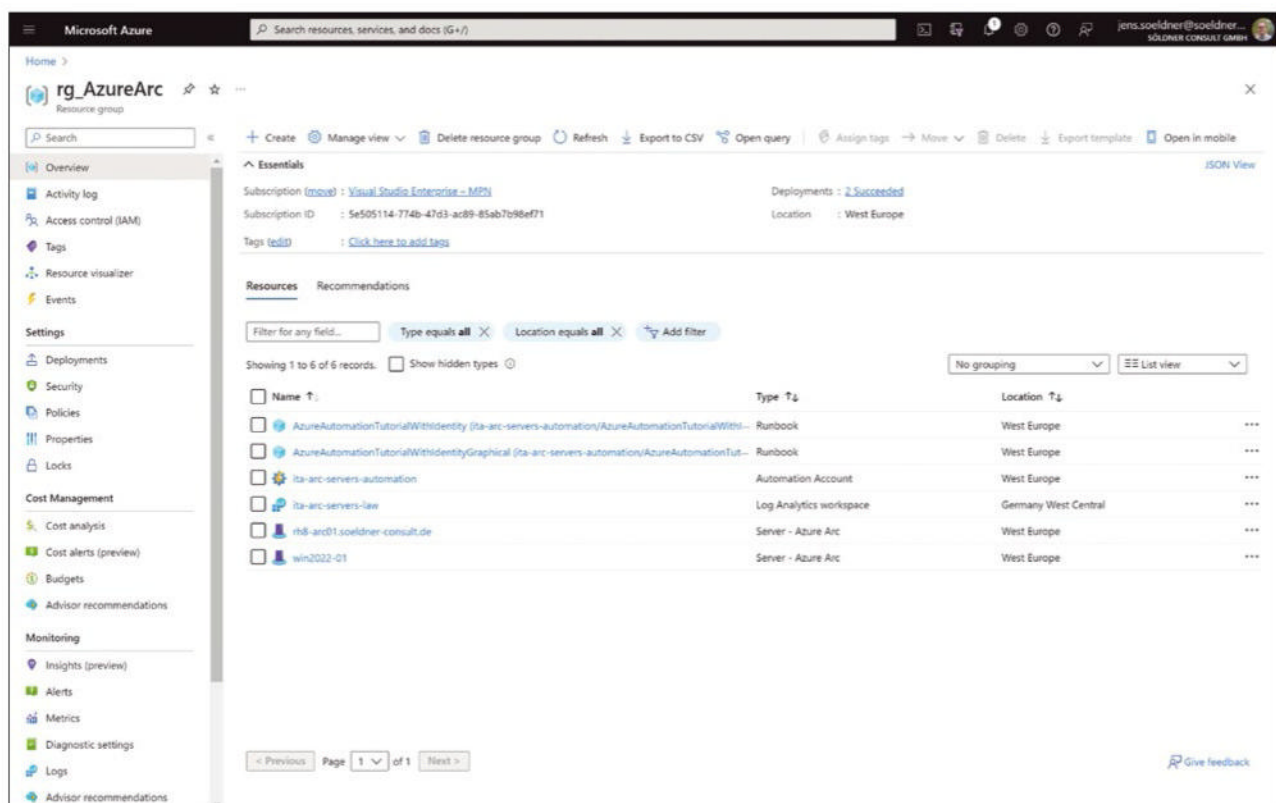 Microsoft Azure
Search resources, services, and docs (G+/)
1
jens.soeldner@soeldner...
SÖLDNER CONSULT GMBH
Home >
rg_AzureArc
Resource group
Search
Overview
Activity log
Access control (IAM)
Tags
Resource visualizer
Events
Settings
Deployments
Security
Policies
Properties
Locks
Cost Management
Cost analysis
Cost alerts (preview)
Budgets
Advisor recommendations
Monitoring
Insights (preview)
Alerts
Metrics
Diagnostic settings
Logs
Advisor recommendations
Create Manage view Delete resource group Refresh Export to CSV Open query Assign tags Move Delete Export template Open in mobile
Essentials JSON View
Subscription (move) : Visual Studio Enterprise – MPN Deployments : 2 Succeeded
Subscription ID : 5e505114-774b-47d3-ac89-85ab7b98ef71 Location : West Europe
Tags (edit) : Click here to add tags
Resources Recommendations
Filter for any field... Type equals all Location equals all Add filter
Showing 1 to 6 of 6 records. Show hidden types No grouping List view
Name Type Location
AzureAutomationTutorialWithIdentity (ita-arc-servers-automation/AzureAutomationTutorialWithI... Runbook West Europe
AzureAutomationTutorialWithIdentityGraphical (ita-arc-servers-automation/AzureAutomationTut... Runbook West Europe
ita-arc-servers-automation Automation Account West Europe
ita-arc-servers-law Log Analytics workspace Germany West Central
rh8-arc01.soeldner-consult.de Server - Azure Arc West Europe
win2022-01 Server - Azure Arc West Europe
< Previous Page 1 of 1 Next > Give feedback